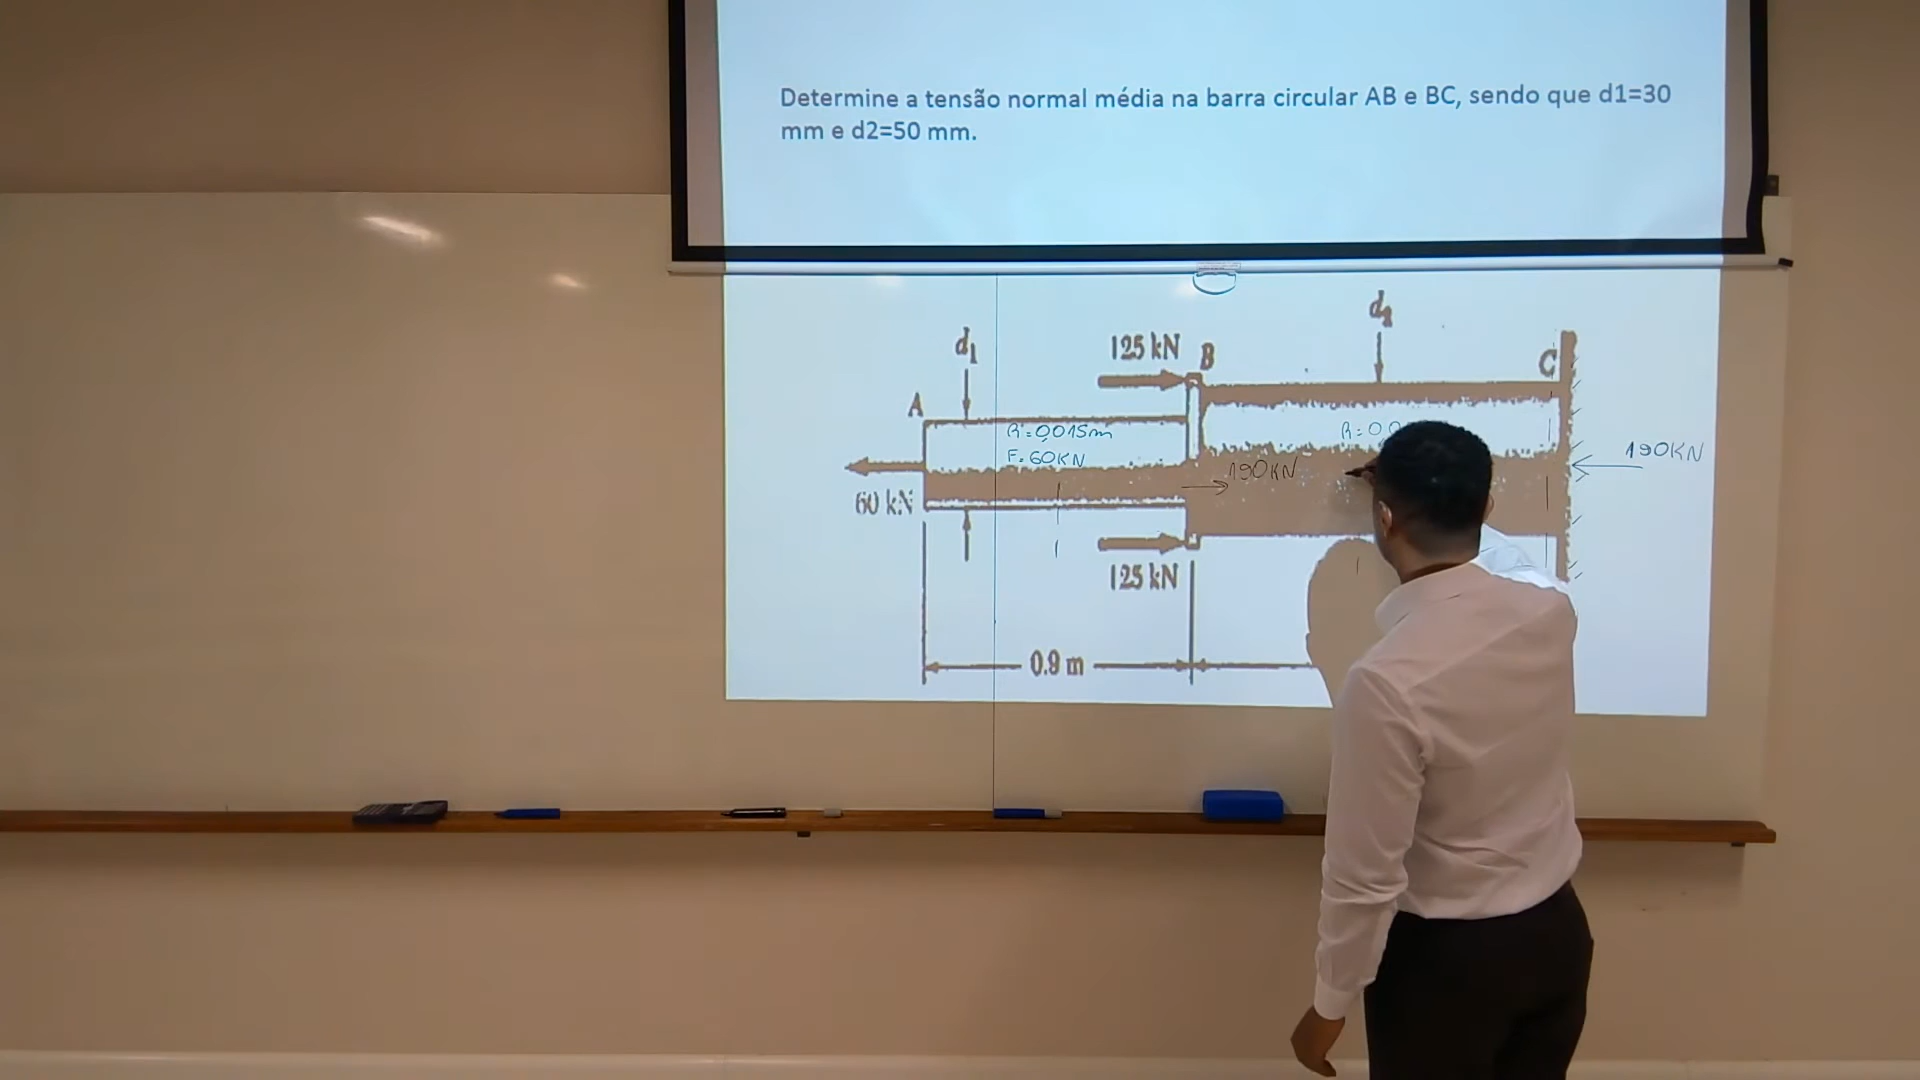 Determine a tensão normal média na barra circular AB e BC, sendo que d1=30
mm e d2=50 mm.
d2
d1
125 kN
B
C
A
R=0,015m
F=60KN
190KN
190KN
60 kN
125 kN
0.9 m